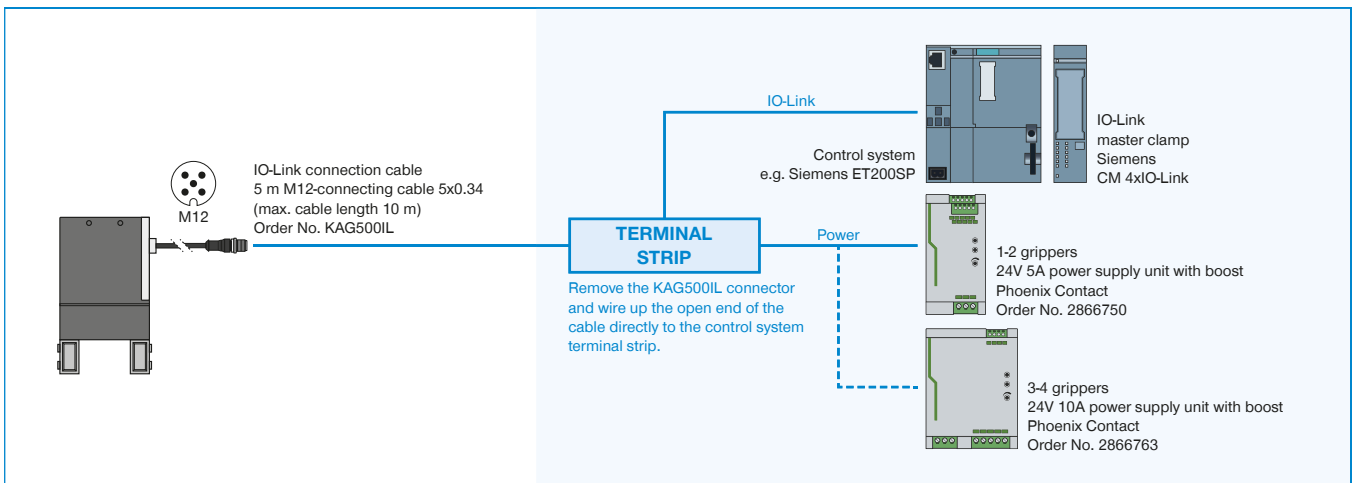 IO-Link connection cable
5 m M12-connecting cable 5x0.34
(max. cable length 10 m)
Order No. KAG500IL
M12
TERMINAL
STRIP
Remove the KAG500IL connector
and wire up the open end of the
cable directly to the control system
terminal strip.
IO-Link
Control system
e.g. Siemens ET200SP
IO-Link
master clamp
Siemens
CM 4xIO-Link
Power
1-2 grippers
24V 5A power supply unit with boost
Phoenix Contact
Order No. 2866750
3-4 grippers
24V 10A power supply unit with boost
Phoenix Contact
Order No. 2866763